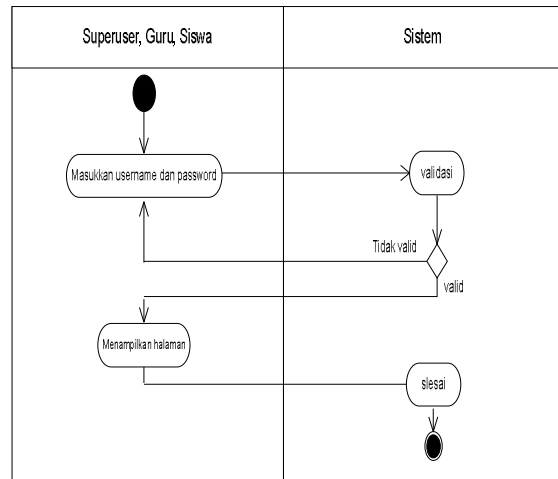 Superuser, Guru, Siswa
Sistem
Masukkan username dan password
validasi
Tidak valid
valid
Menampilkan halaman
slesai